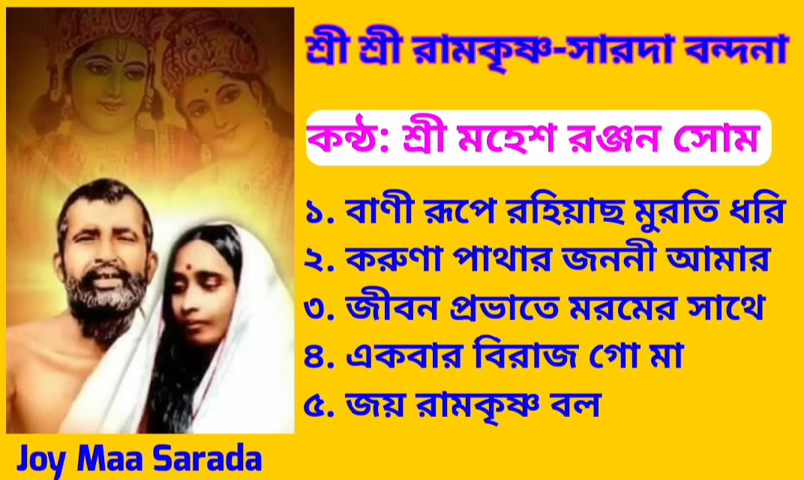 শ্রী শ্রী রামকৃষ্ণ-সারদা বন্দনা
কন্ঠ: শ্রী মহেশ রঞ্জন সোম
১. বাণী রূপে রহিয়াছ মুরতি ধরি
২. করুণা পাথার জননী আমার
৩. জীবন প্রভাতে মরমের সাথে
৪. একবার বিরাজ গো মা
৫. জয় রামকৃষ্ণ বল
Joy Maa Sarada